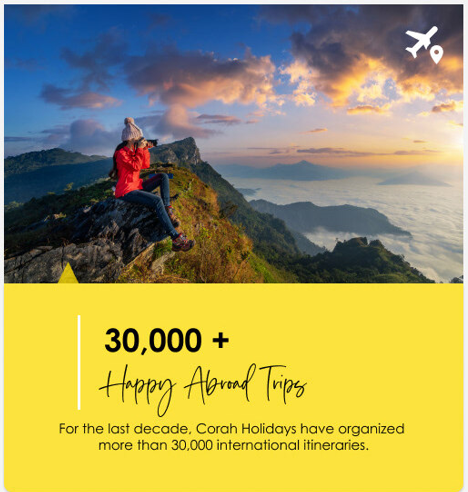 30,000 +
Happy Abroad Trips
For the last decade, Corah Holidays have organized
more than 30,000 international itineraries.